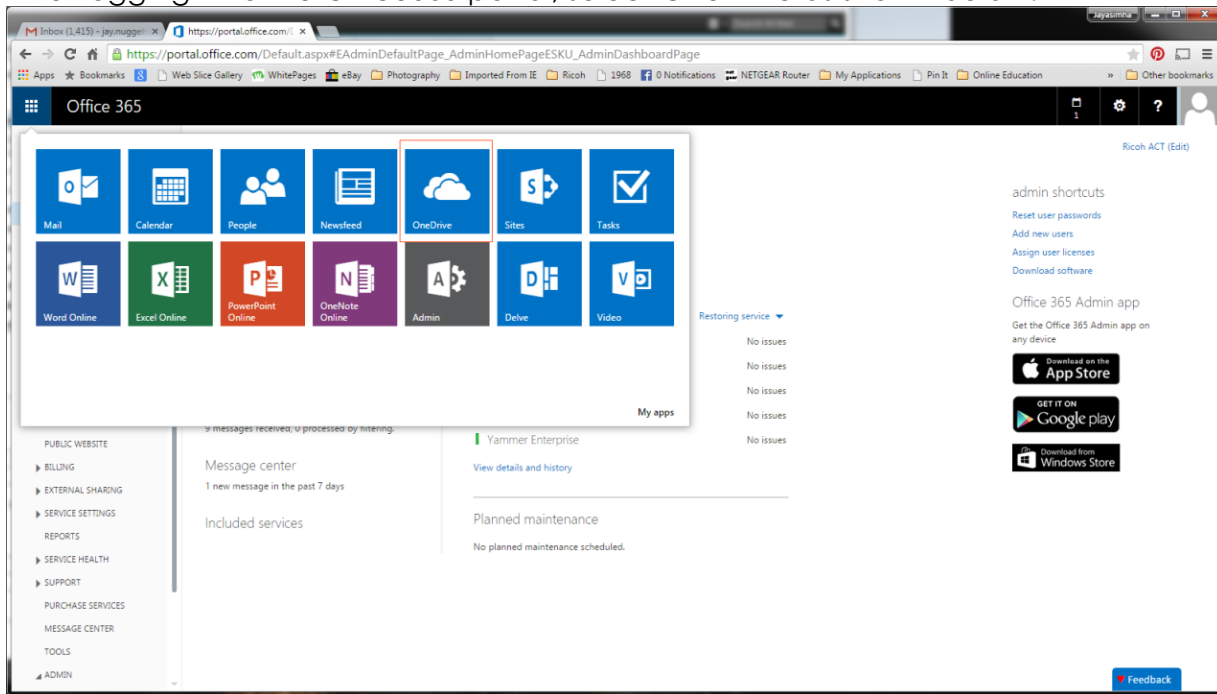 Jayasimha
Inbox (1,415) - jay.nugget
https://portal.office.com/
https://portal.office.com/Default.aspx#EAdminDefaultPage_AdminHomePageESKU_AdminDashboardPage
Apps Bookmarks Web Slice Gallery WhitePages eBay Photography Imported From IE Ricoh 1968 0 Notifications NETGEAR Router My Applications Pin It Online Education » Other bookmarks
Office 365
1
?
Ricoh ACT (Edit)
Mail Calendar People Newsfeed OneDrive Sites Tasks
Word Online Excel Online PowerPoint Online OneNote Online Admin Delve Video
My apps
admin shortcuts
Reset user passwords
Add new users
Assign user licenses
Download software
Office 365 Admin app
Get the Office 365 Admin app on
any device
Download on the
App Store
GET IT ON
Google play
Download from
Windows Store
Restoring service
No issues
No issues
No issues
No issues
Yammer Enterprise No issues
View details and history
Planned maintenance
No planned maintenance scheduled.
9 messages received, 0 processed by filtering.
Message center
1 new message in the past 7 days
Included services
PUBLIC WEBSITE
BILLING
EXTERNAL SHARING
SERVICE SETTINGS
REPORTS
SERVICE HEALTH
SUPPORT
PURCHASE SERVICES
MESSAGE CENTER
TOOLS
ADMIN
Feedback